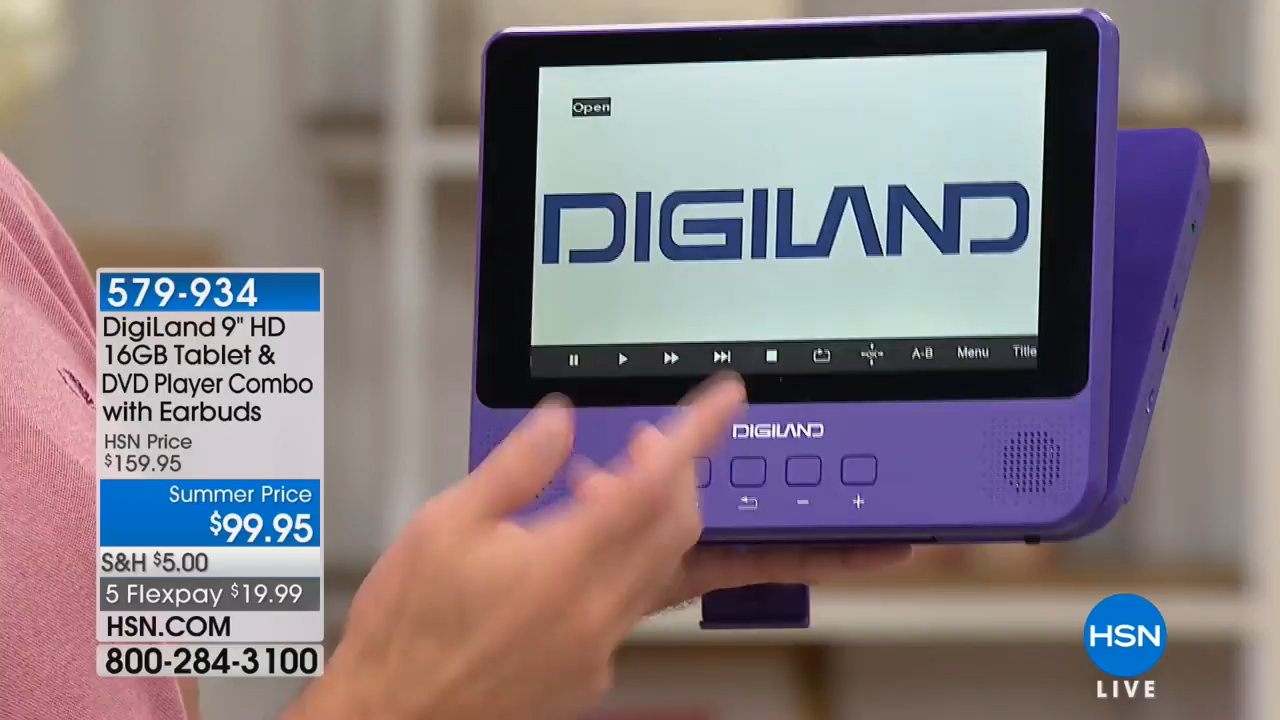 579-934
DigiLand 9" HD
16GB Tablet &
DVD Player Combo
with Earbuds
HSN Price
$159.95
Summer Price
$99.95
S&H $5.00
5 Flexpay $19.99
HSN.COM
800-284-3100
Open
DIGILAND
A-B Menu Title
DIGILAND
- +
HSN
LIVE